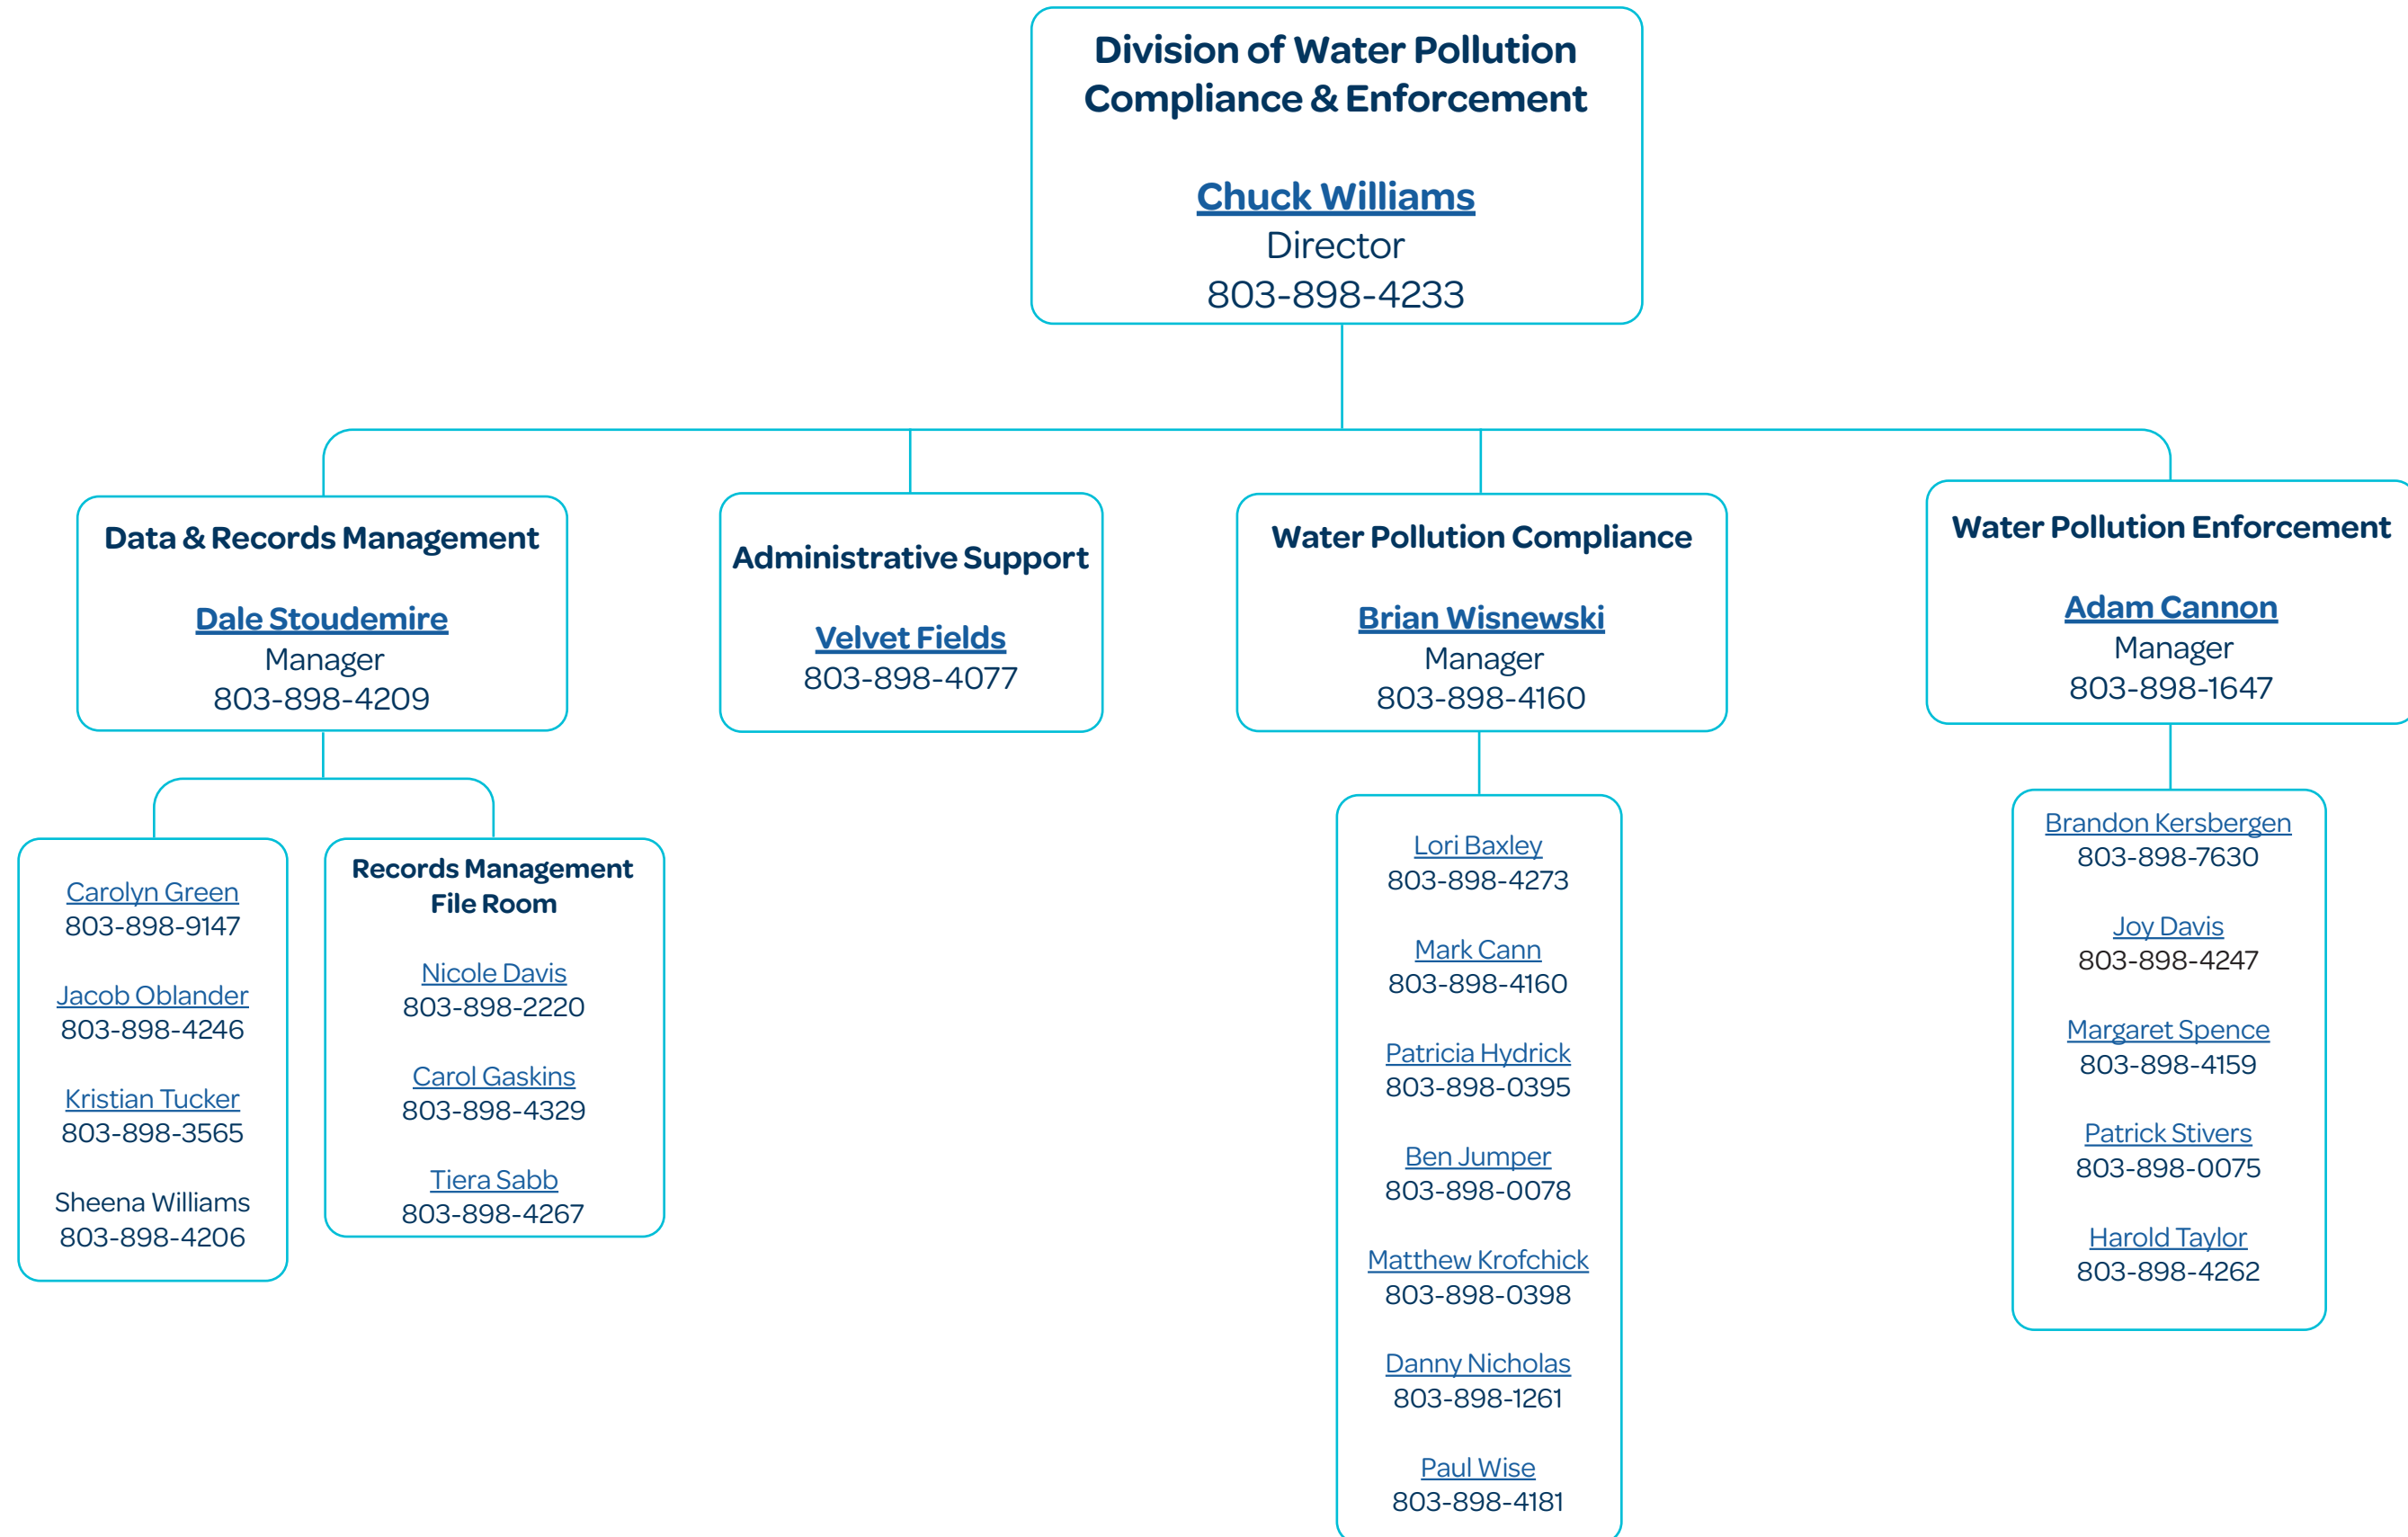 Division of Water Pollution
Compliance & Enforcement
Chuck Williams
Director
803-898-4233
Data & Records Management
Dale Stoudemire
Manager
803-898-4209
Administrative Support
Velvet Fields
803-898-4077
Water Pollution Compliance
Brian Wisnewski
Manager
803-898-4160
Water Pollution Enforcement
Adam Cannon
Manager
803-898-1647
Carolyn Green
803-898-9147
Jacob Oblander
803-898-4246
Kristian Tucker
803-898-3565
Sheena Williams
803-898-4206
Records Management
File Room
Nicole Davis
803-898-2220
Carol Gaskins
803-898-4329
Tiera Sabb
803-898-4267
Lori Baxley
803-898-4273
Mark Cann
803-898-4160
Patricia Hydrick
803-898-0395
Ben Jumper
803-898-0078
Matthew Krofchick
803-898-0398
Danny Nicholas
803-898-1261
Paul Wise
803-898-4181
Brandon Kersbergen
803-898-7630
Joy Davis
803-898-4247
Margaret Spence
803-898-4159
Patrick Stivers
803-898-0075
Harold Taylor
803-898-4262